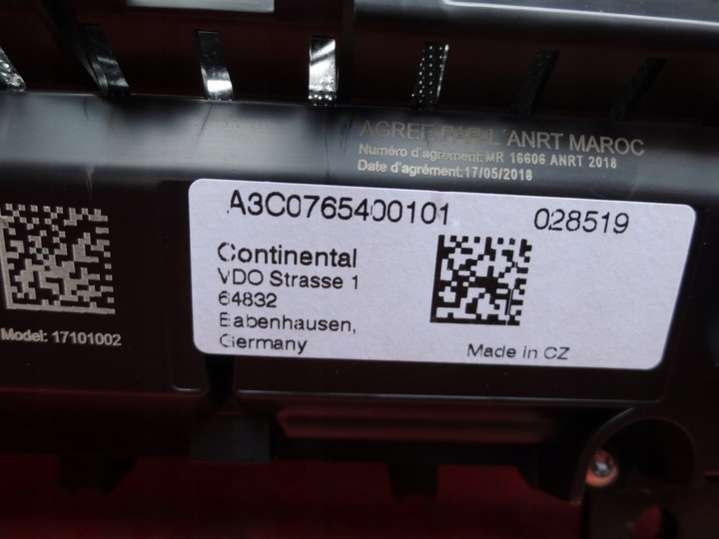 AGREE PAR L'ANRT MAROC
Numéro d'agrément:MR 16606 ANRT 2018
Date d'agrément:17/05/2018
A3C0765400101 028519
Continental
VDO Strasse 1
64832
Babenhausen,
Germany
Made in CZ
Model: 17101002